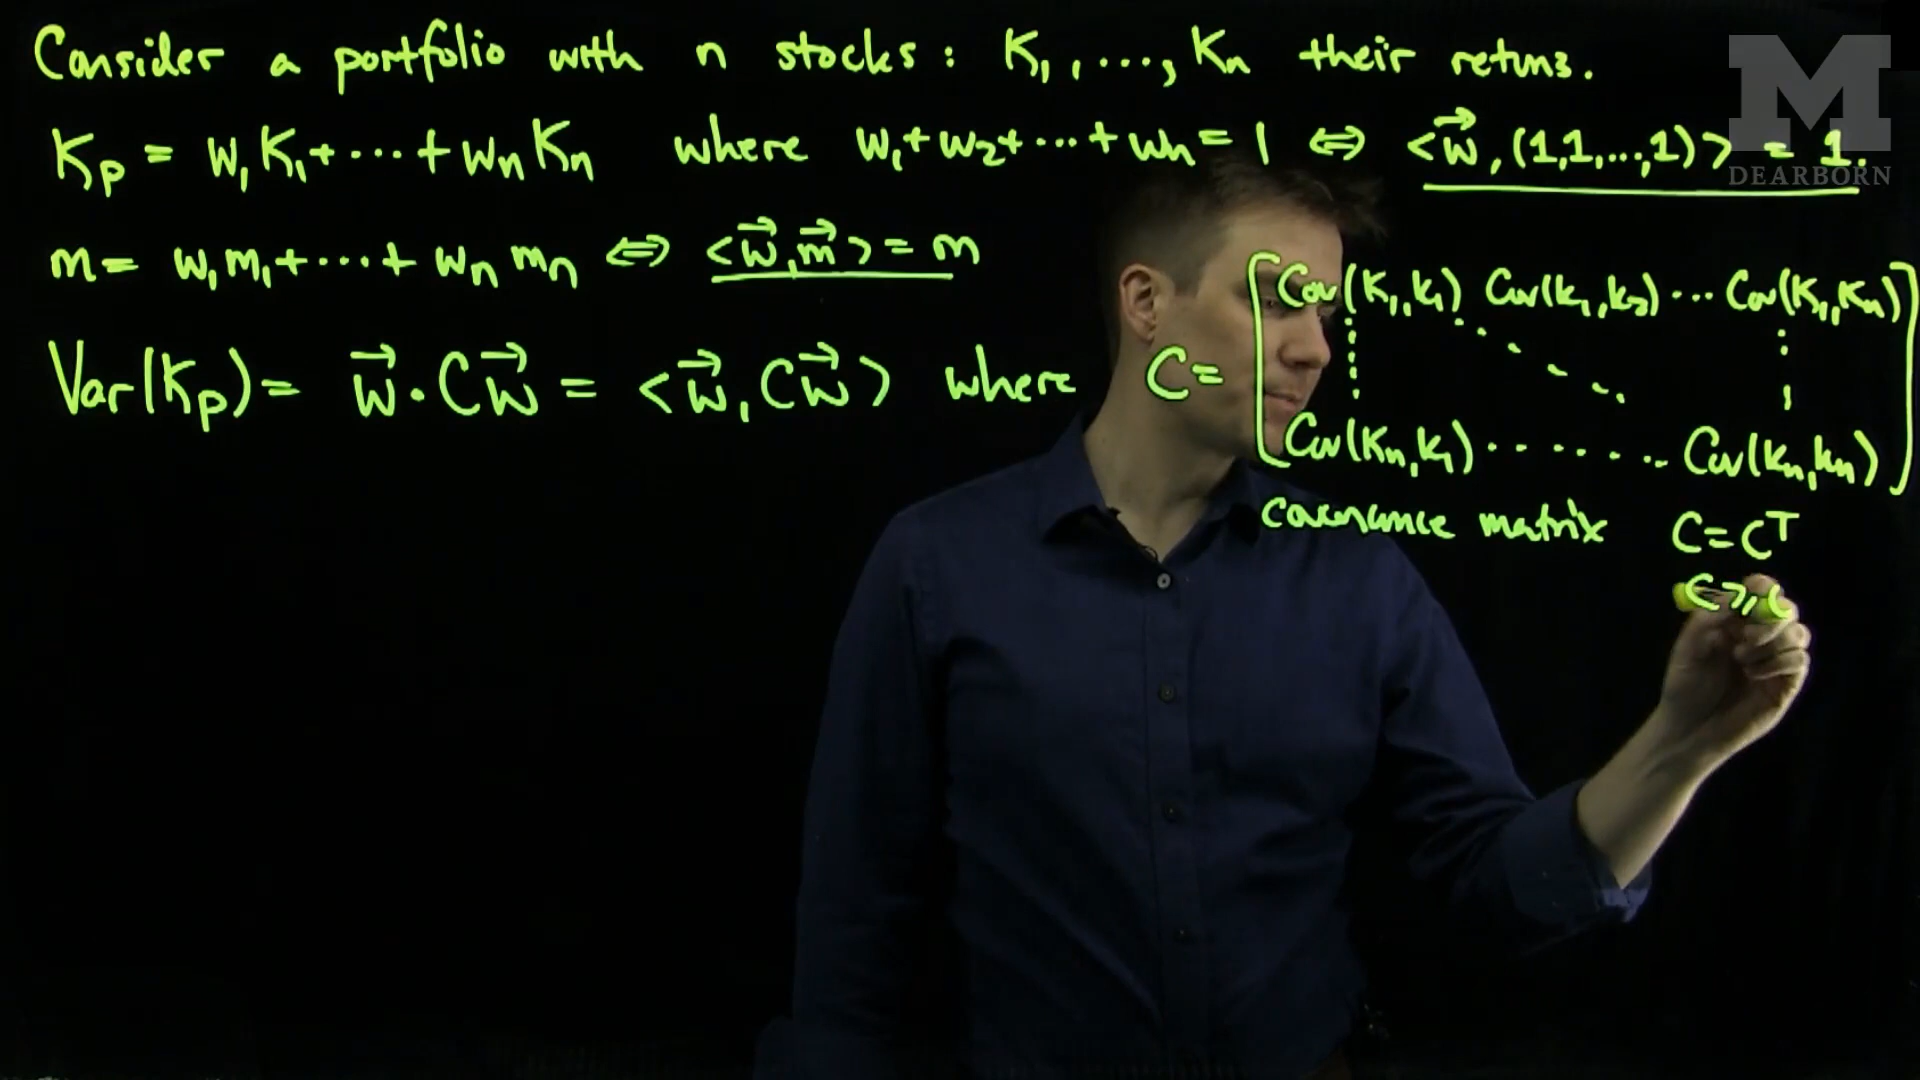 Consider a portfolio with n stocks: K₁, ..., Kₙ their returns.
Kₚ = w₁K₁ + ⋯ + wₙKₙ where w₁ + w₂ + ⋯ + wₙ = 1 ⇔ <w⃗, (1,1,...,1)> = 1.
M
DEARBORN
m = w₁m₁ + ⋯ + wₙmₙ ⇔ <w⃗, m⃗> = m
Var(Kₚ) = w⃗ · Cw⃗ = <w⃗, Cw⃗> where C =
[Cov(K₁,K₁) Cov(K₁,K₂) ⋯ Cov(K₁,Kₙ)
Cov(Kₙ,K₁) ⋯ Cov(Kₙ,Kₙ)]
covariance matrix C = Cᵀ
C ⩾